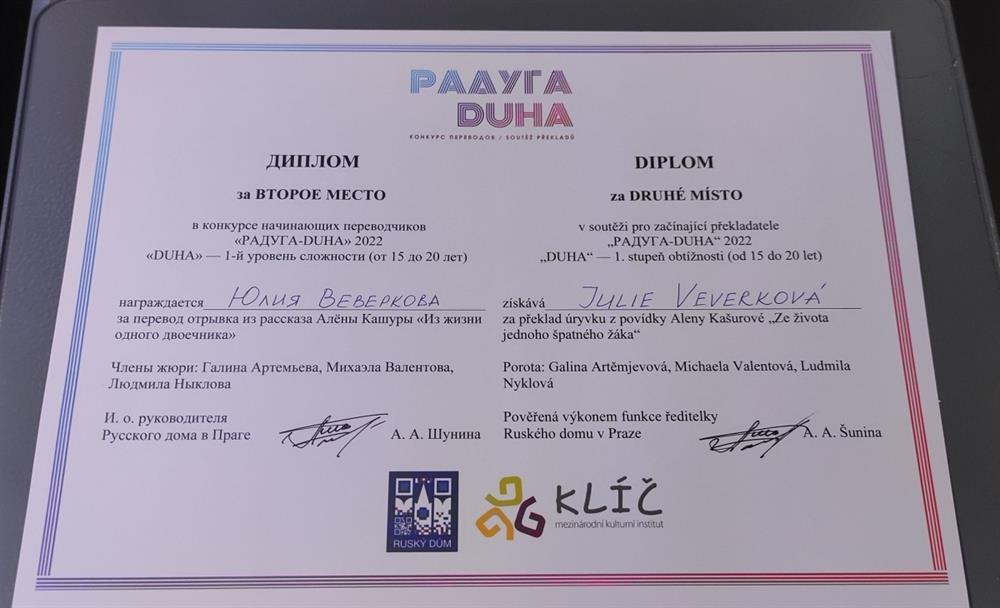 РАДУГА
DUHA
КОНКУРС ПЕРЕВОДОВ / SOUTĚŽ PŘEKLADŮ
ДИПЛОМ
за ВТОРОЕ МЕСТО
в конкурсе начинающих переводчиков
«РАДУГА-DUHA» 2022
«DUHA» — 1-й уровень сложности (от 15 до 20 лет)
награждается Юлия Веверкова
за перевод отрывка из рассказа Алёны Кашуры «Из жизни
одного двоечника»
Члены жюри: Галина Артемьева, Михаэла Валентова,
Людмила Ныклова
И. о. руководителя
Русского дома в Праге А. А. Шунина
DIPLOM
za DRUHÉ MÍSTO
v soutěži pro začínající překladatele
„РАДУГА-DUHA“ 2022
„DUHA“ — 1. stupeň obtížnosti (od 15 do 20 let)
získává Julie Veverková
za překlad úryvku z povídky Aleny Kašurové „Ze života
jednoho špatného žáka“
Porota: Galina Artěmjevová, Michaela Valentová, Ludmila
Nyklová
Pověřená výkonem funkce ředitelky
Ruského domu v Praze A. A. Šunina
RUSKÝ DŮM
KLÍČ
mezinárodní kulturní institut